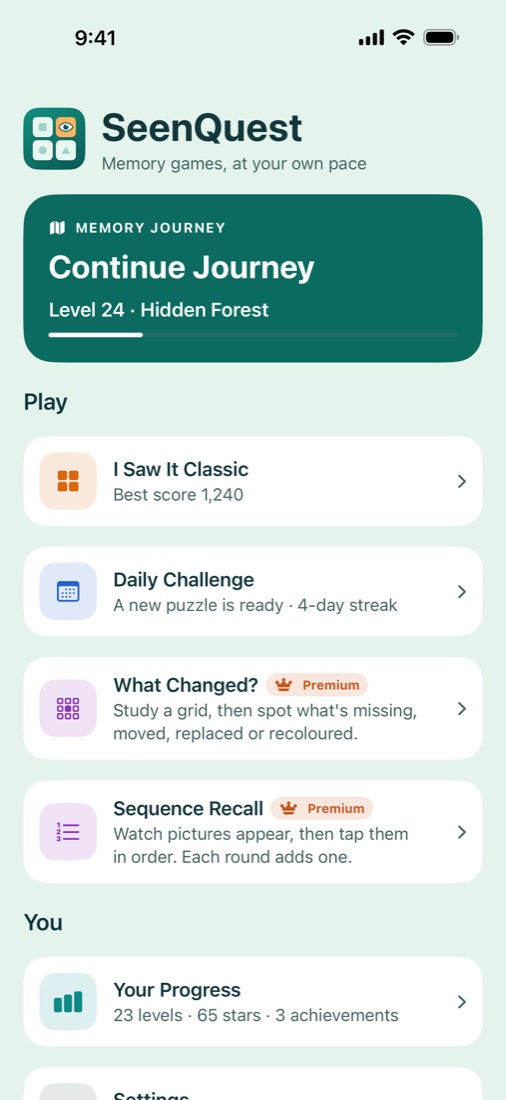 9:41
SeenQuest
Memory games, at your own pace
MEMORY JOURNEY
Continue Journey
Level 24 · Hidden Forest
Play
I Saw It Classic
Best score 1,240
Daily Challenge
A new puzzle is ready · 4-day streak
What Changed? Premium
Study a grid, then spot what's missing,
moved, replaced or recoloured.
Sequence Recall Premium
Watch pictures appear, then tap them
in order. Each round adds one.
You
Your Progress
23 levels · 65 stars · 3 achievements
Settings